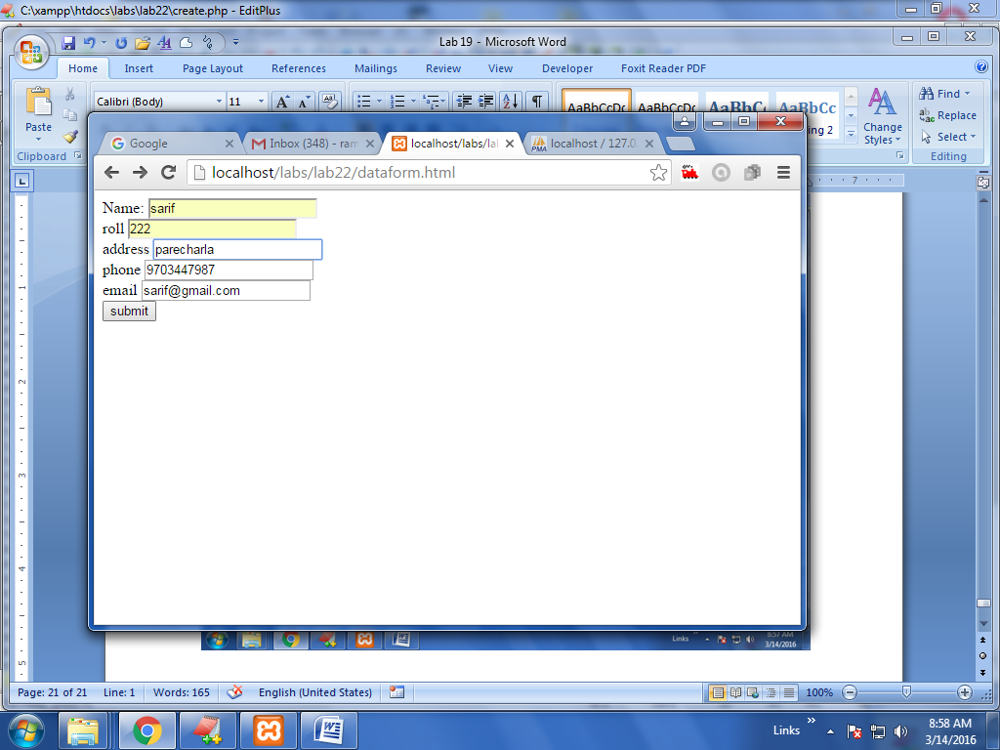 C:\xampp\htdocs\labs\lab22\create.php - EditPlus
Lab 19 - Microsoft Word
Home Insert Page Layout References Mailings Review View Developer Foxit Reader PDF
Calibri (Body) 11
Paste
Clipboard
AaBbCcDc AaBbCcDc AaBbC AaBbCc
ing 2
Change Styles
Find
Replace
Select
Editing
Google
Inbox (348) - ram
localhost/labs/la
localhost / 127.0.
localhost/labs/lab22/dataform.html
Name: sarif
roll 222
address parecharla
phone 9703447987
email sarif@gmail.com
submit
Links
8:57 AM
3/14/2016
Page: 21 of 21 Line: 1 Words: 165 English (United States) 100%
Links
8:58 AM
3/14/2016